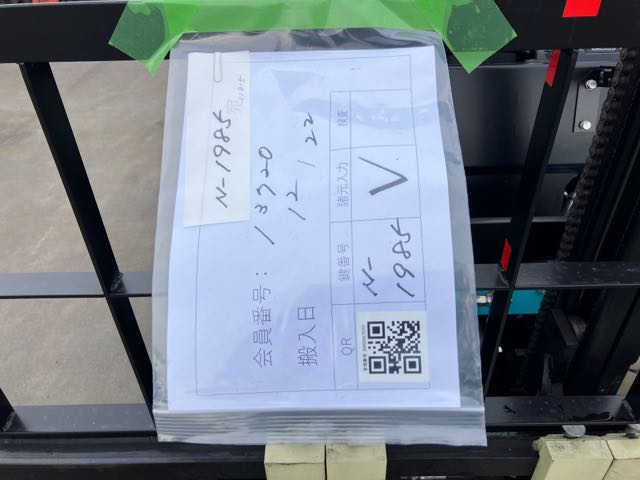 N-1985
会員番号：13720
搬入日 12/22
QR 鍵番号 諸元入力 検査
N-1985 V